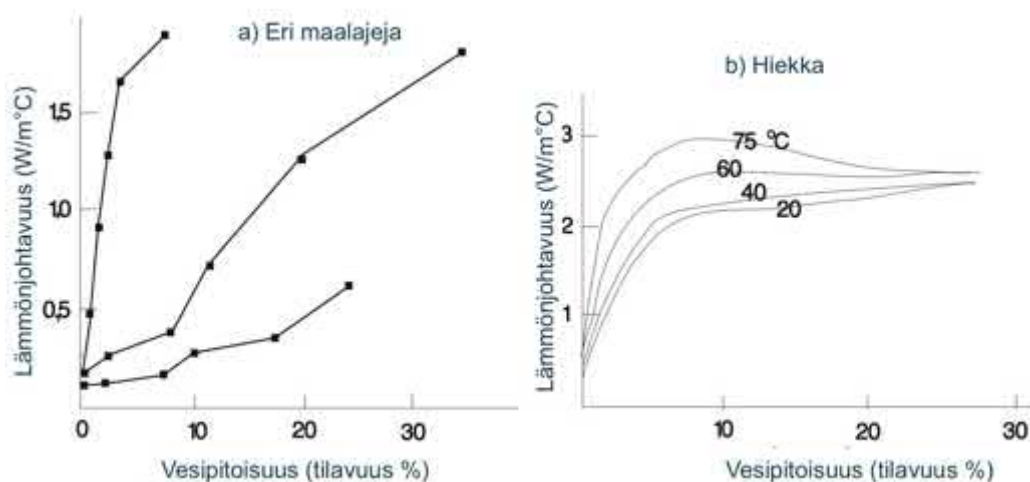 a) Eri maalajeja
Lämmönjohtavuus (W/m°C)
1,5
1,0
0,5
0
10
20
30
Vesipitoisuus (tilavuus %)
b) Hiekka
Lämmönjohtavuus (W/m°C)
3
2
1
75 °C
60
40
20
10
20
30
Vesipitoisuus (tilavuus %)